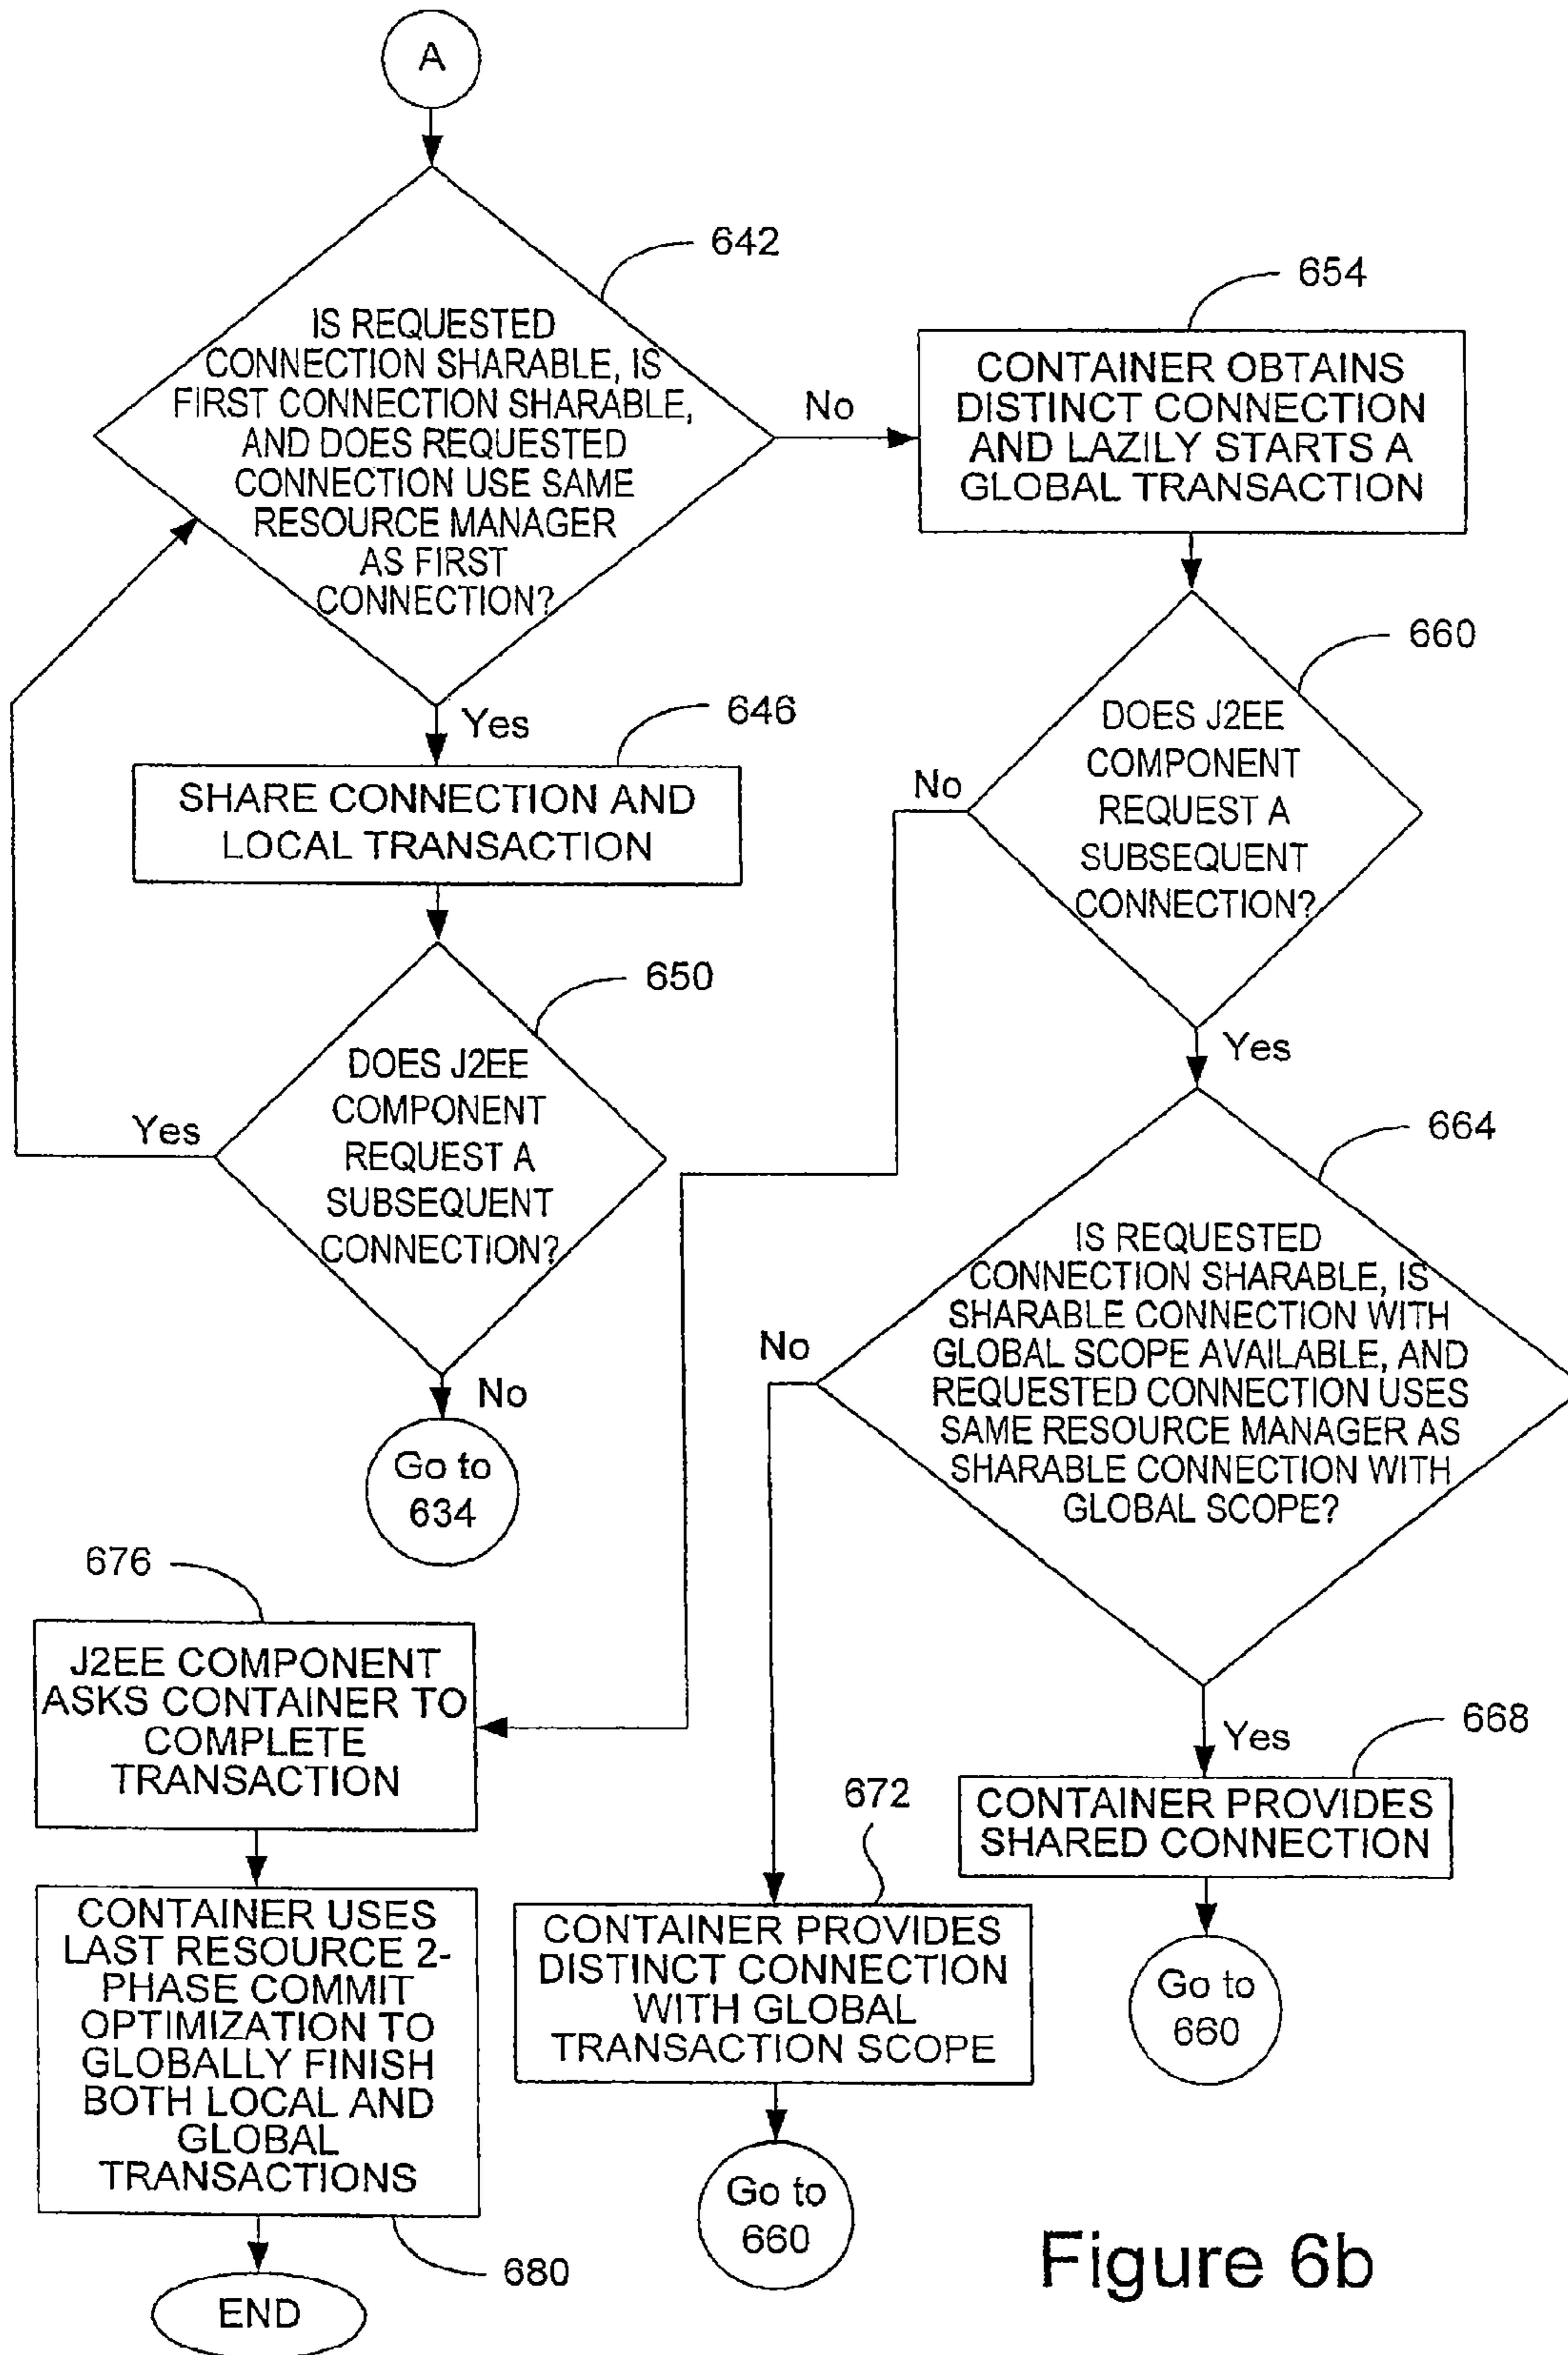 A
642
IS REQUESTED
CONNECTION SHARABLE, IS
FIRST CONNECTION SHARABLE,
AND DOES REQUESTED
CONNECTION USE SAME
RESOURCE MANAGER
AS FIRST
CONNECTION?
No
654
CONTAINER OBTAINS
DISTINCT CONNECTION
AND LAZILY STARTS A
GLOBAL TRANSACTION
Yes
646
SHARE CONNECTION AND
LOCAL TRANSACTION
660
DOES J2EE
COMPONENT
REQUEST A
SUBSEQUENT
CONNECTION?
No
Yes
650
DOES J2EE
COMPONENT
REQUEST A
SUBSEQUENT
CONNECTION?
Yes
No
Go to
634
664
IS REQUESTED
CONNECTION SHARABLE, IS
SHARABLE CONNECTION WITH
GLOBAL SCOPE AVAILABLE, AND
REQUESTED CONNECTION USES
SAME RESOURCE MANAGER AS
SHARABLE CONNECTION WITH
GLOBAL SCOPE?
No
Yes
668
CONTAINER PROVIDES
SHARED CONNECTION
Go to
660
672
CONTAINER PROVIDES
DISTINCT CONNECTION
WITH GLOBAL
TRANSACTION SCOPE
Go to
660
676
J2EE COMPONENT
ASKS CONTAINER TO
COMPLETE
TRANSACTION
CONTAINER USES
LAST RESOURCE 2-
PHASE COMMIT
OPTIMIZATION TO
GLOBALLY FINISH
BOTH LOCAL AND
GLOBAL
TRANSACTIONS
680
END
Figure 6b